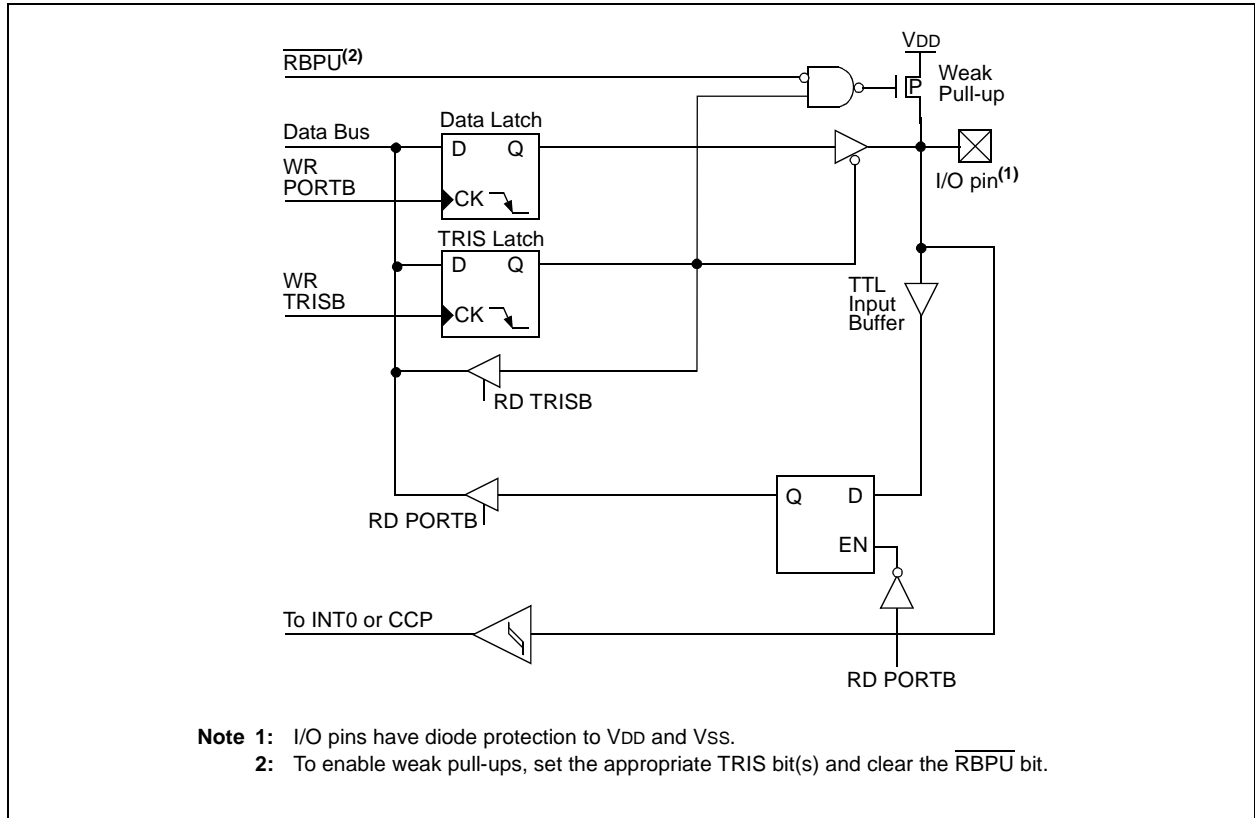 VDD
RBPU(2)
Weak
Pull-up
P
Data Latch
Data Bus
D Q
WR
PORTB
CK
I/O pin(1)
TRIS Latch
D Q
WR
TRISB
CK
TTL
Input
Buffer
RD TRISB
Q D
RD PORTB
EN
To INT0 or CCP
RD PORTB
Note 1: I/O pins have diode protection to VDD and VSS.
2: To enable weak pull-ups, set the appropriate TRIS bit(s) and clear the RBPU bit.